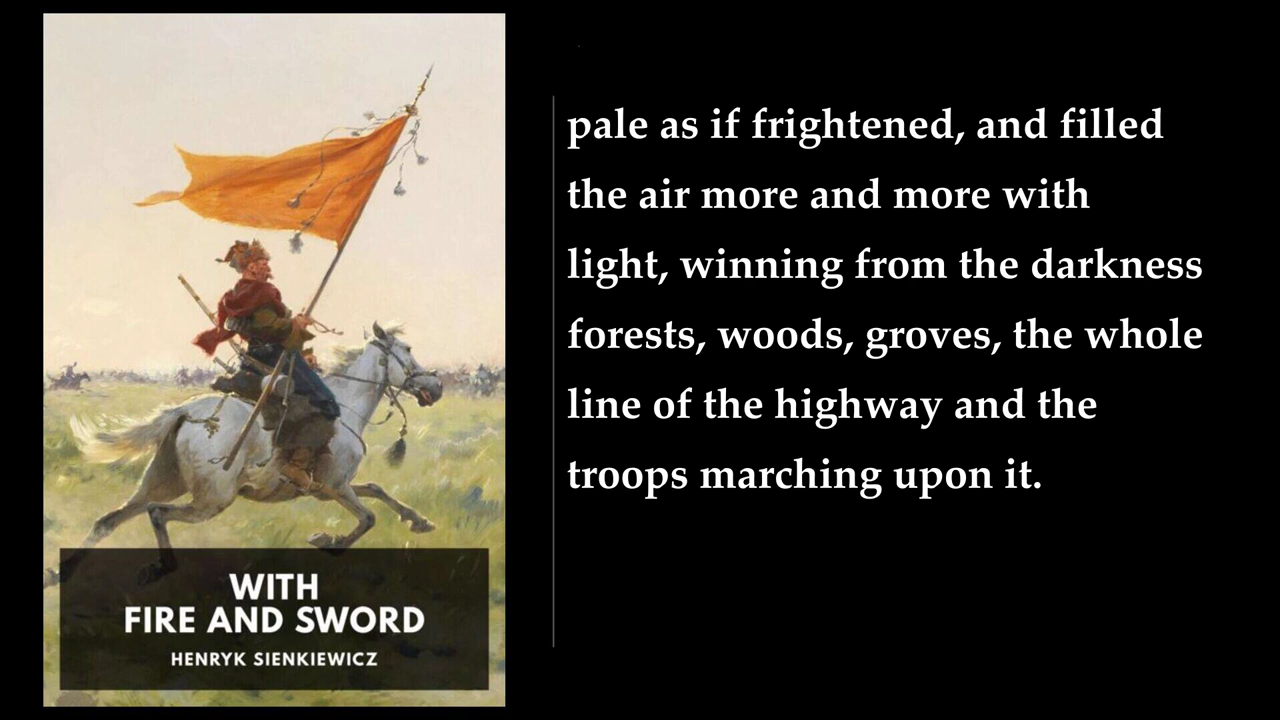 WITH
FIRE AND SWORD
HENRYK SIENKIEWICZ
pale as if frightened, and filled
the air more and more with
light, winning from the darkness
forests, woods, groves, the whole
line of the highway and the
troops marching upon it.